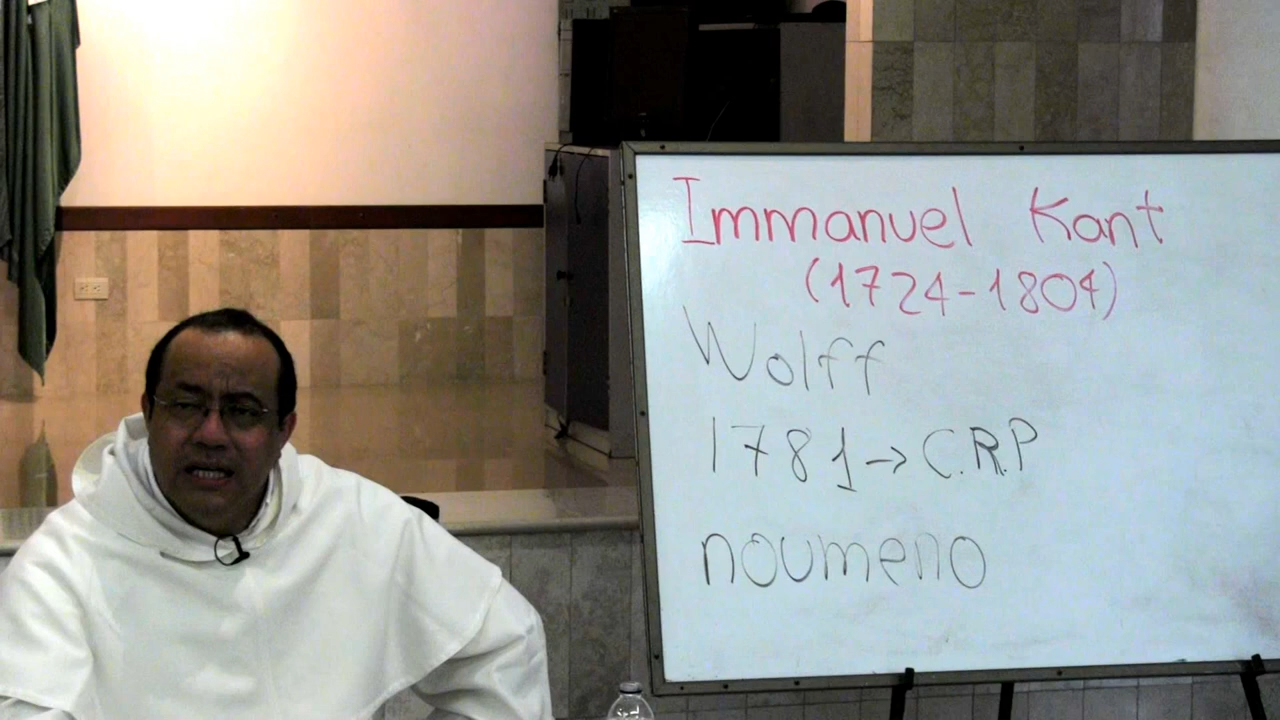 Immanuel Kant
(1724-1804)
Wolff
1781→C.R.P
noumeno